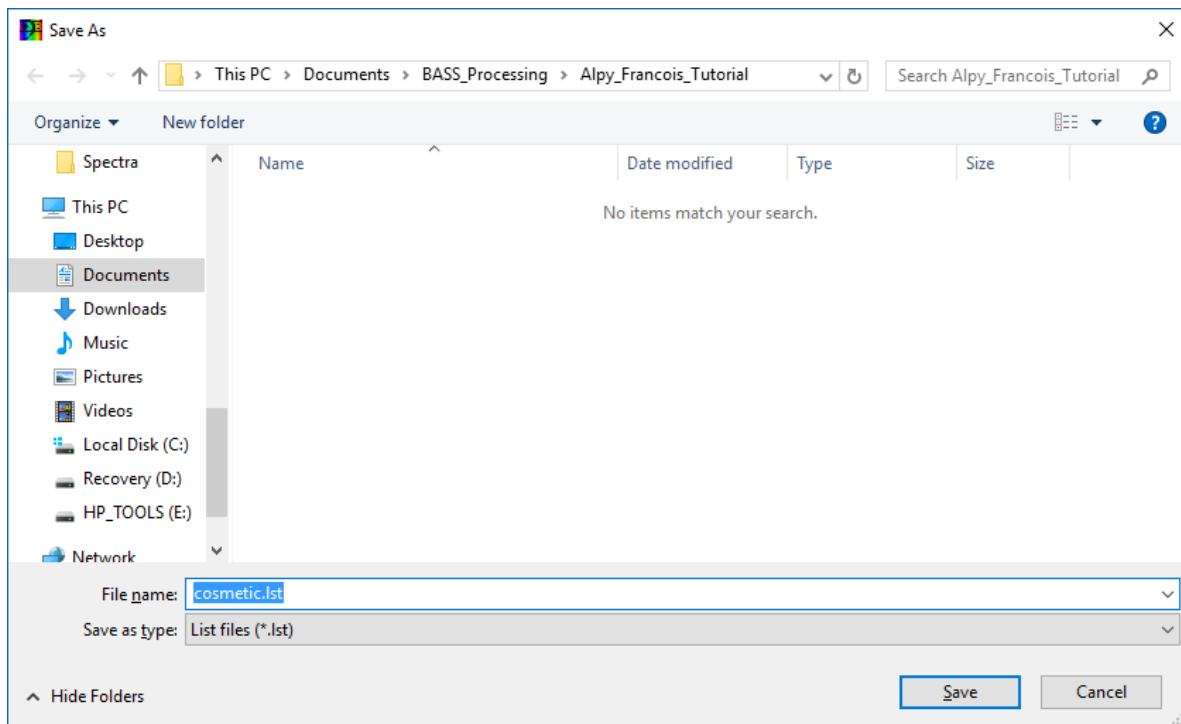 Save As
This PC > Documents > BASS_Processing > Alpy_Francois_Tutorial
Search Alpy_Francois_Tutorial
Organize
New folder
Name
Date modified
Type
Size
No items match your search.
Spectra
This PC
Desktop
Documents
Downloads
Music
Pictures
Videos
Local Disk (C:)
Recovery (D:)
HP_TOOLS (E:)
Network
File name: cosmetic.lst
Save as type: List files (*.lst)
Hide Folders
Save
Cancel